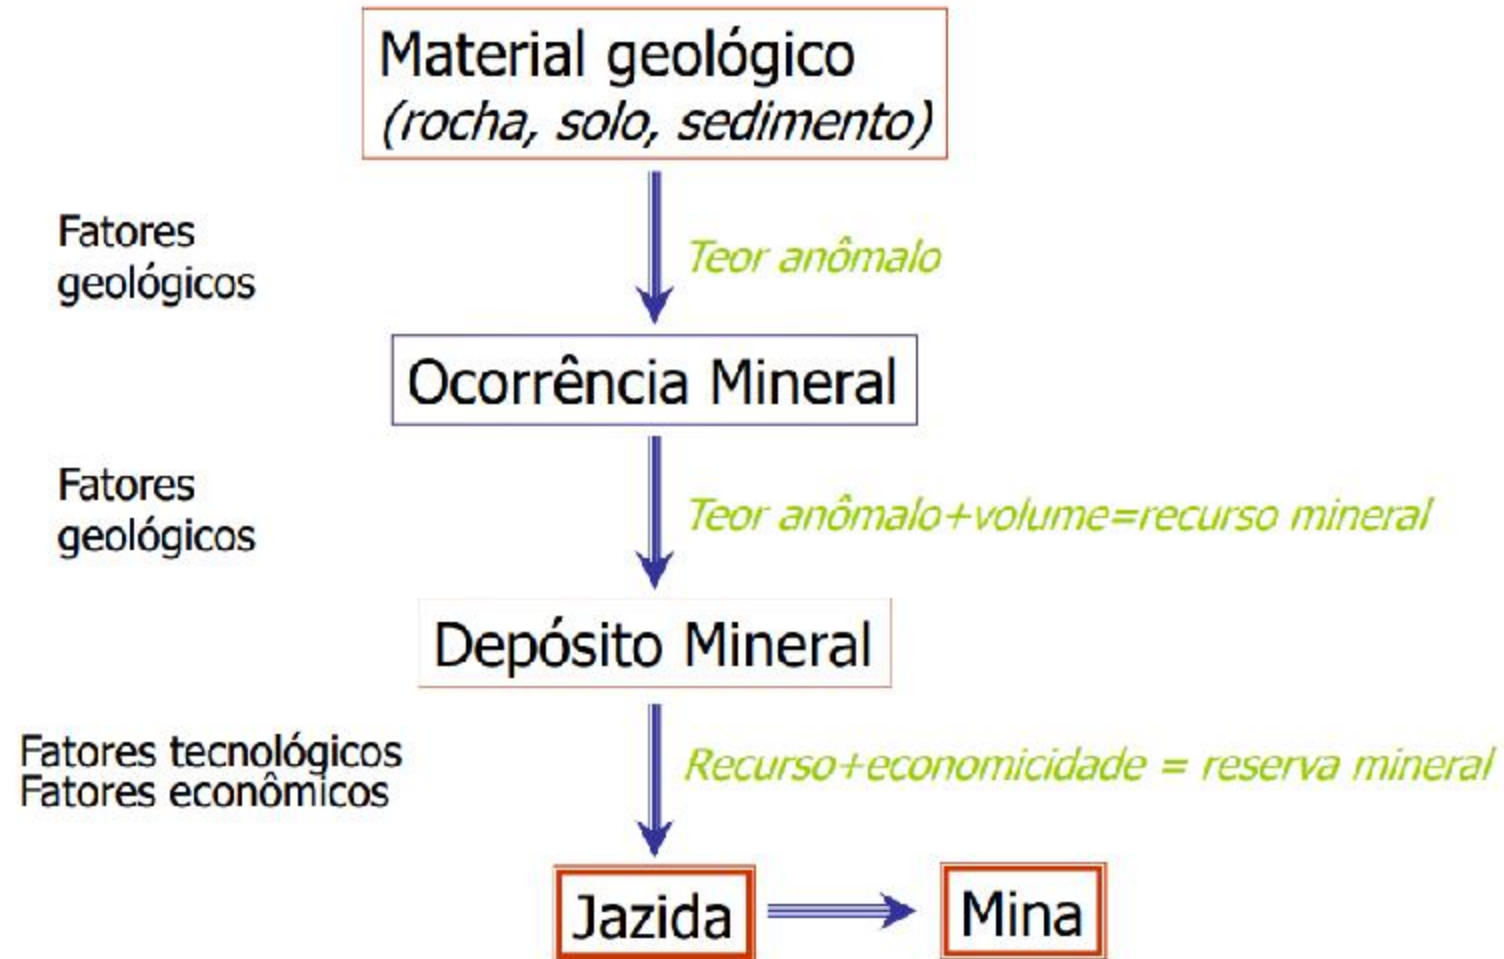 Material geológico
(rocha, solo, sedimento)
Fatores
geológicos
Teor anômalo
Ocorrência Mineral
Fatores
geológicos
Teor anômalo+volume=recurso mineral
Depósito Mineral
Fatores tecnológicos
Fatores econômicos
Recurso+economicidade = reserva mineral
Jazida
Mina